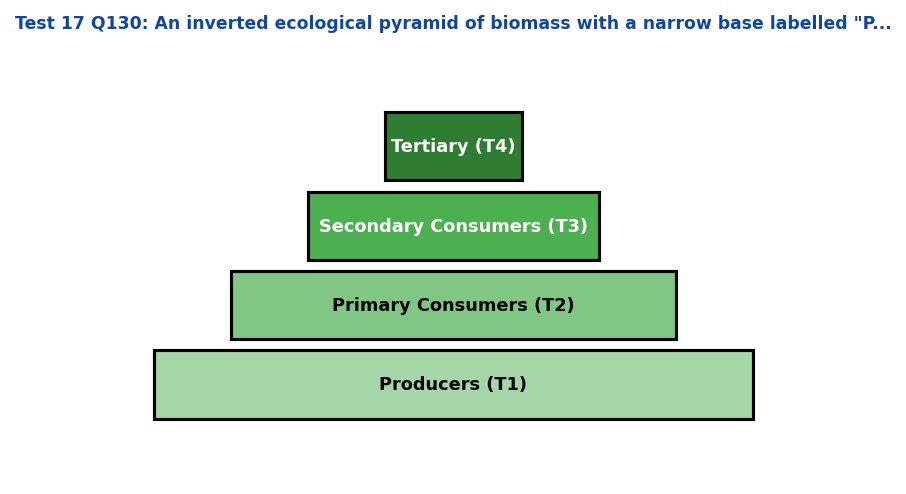 Test 17 Q130: An inverted ecological pyramid of biomass with a narrow base labelled "P...
Tertiary (T4)
Secondary Consumers (T3)
Primary Consumers (T2)
Producers (T1)